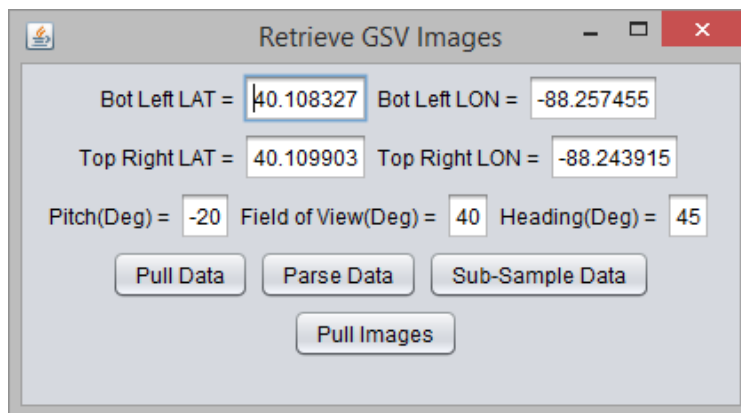 Retrieve GSV Images
Bot Left LAT = 40.108327 Bot Left LON = -88.257455
Top Right LAT = 40.109903 Top Right LON = -88.243915
Pitch(Deg) = -20 Field of View(Deg) = 40 Heading(Deg) = 45
Pull Data Parse Data Sub-Sample Data
Pull Images